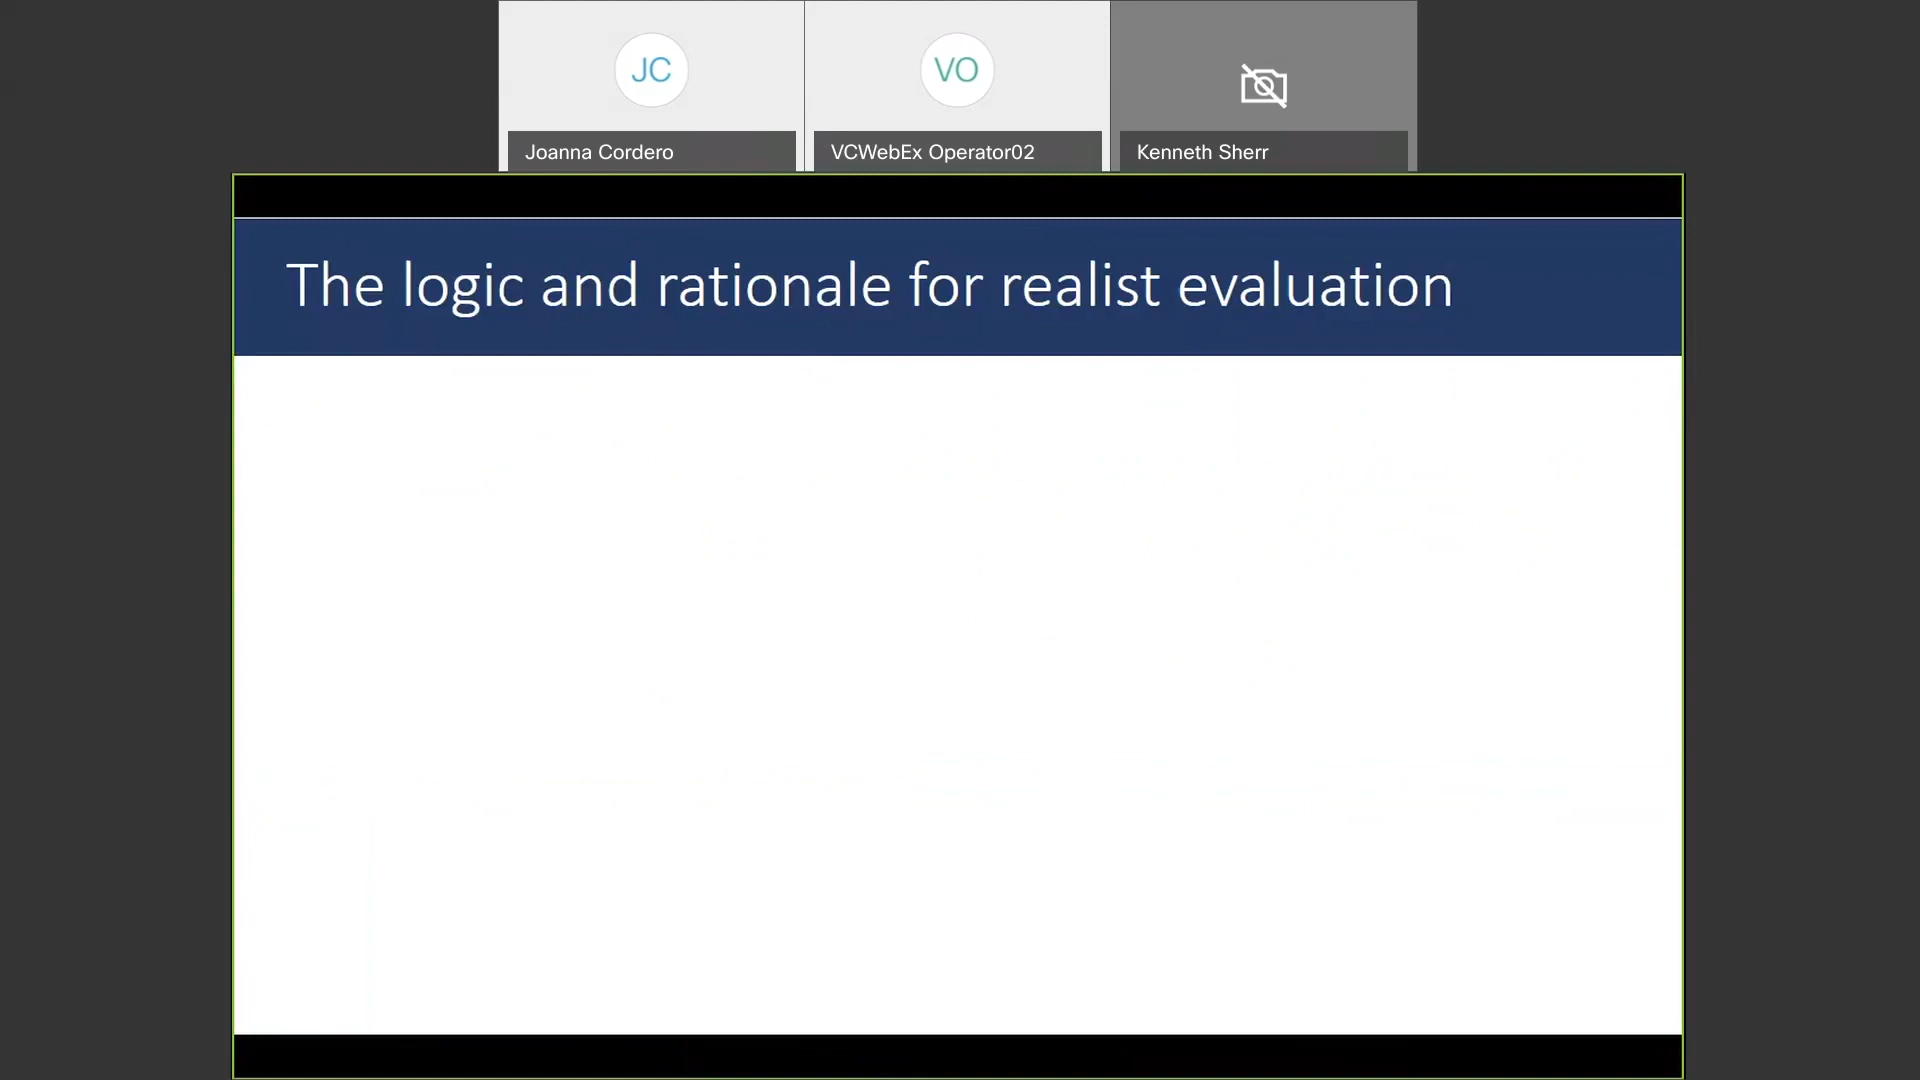 JC
VO
Joanna Cordero
VCWebEx Operator02
Kenneth Sherr
The logic and rationale for realist evaluation